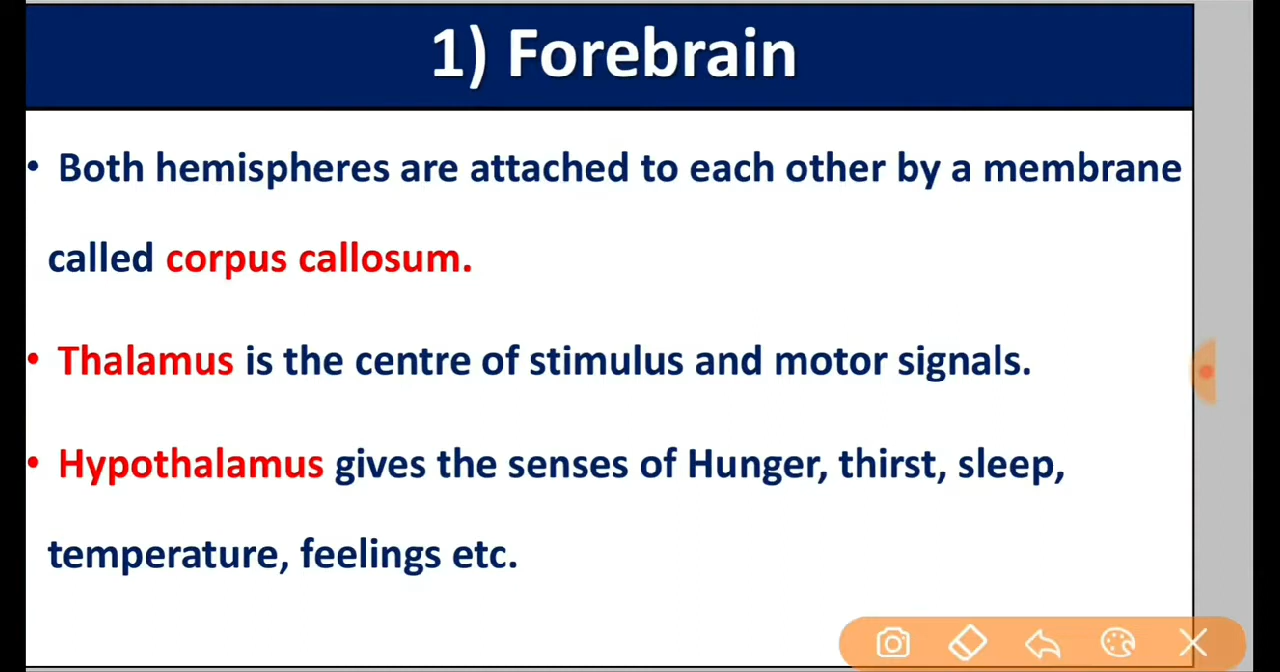 1) Forebrain
• Both hemispheres are attached to each other by a membrane
called corpus callosum.
• Thalamus is the centre of stimulus and motor signals.
• Hypothalamus gives the senses of Hunger, thirst, sleep,
temperature, feelings etc.